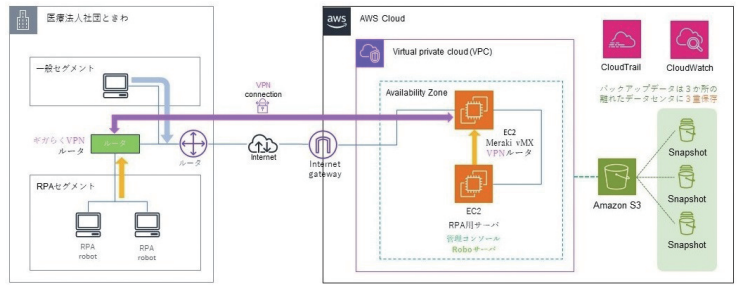 医療法人社団ときわ
一般セグメント
ギガらくVPN
ルータ
ルータ
RPAセグメント
RPA
robot
RPA
robot
VPN
connection
ルータ
Internet
Internet
gateway
aws
AWS Cloud
Virtual private cloud (VPC)
Availability Zone
EC2
Meraki vMX
VPNルータ
EC2
RPA用サーバ
管理コンソール
Roboサーバ
CloudTrail
CloudWatch
バックアップデータは3か所の
離れたデータセンタに3重保存
Amazon S3
Snapshot
Snapshot
Snapshot